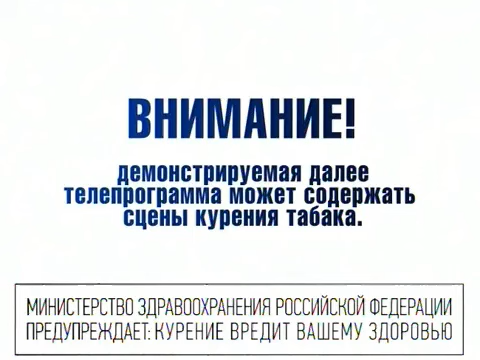 ВНИМАНИЕ!
демонстрируемая далее
телепрограмма может содержать
сцены курения табака.
МИНИСТЕРСТВО ЗДРАВООХРАНЕНИЯ РОССИЙСКОЙ ФЕДЕРАЦИИ
ПРЕДУПРЕЖДАЕТ: КУРЕНИЕ ВРЕДИТ ВАШЕМУ ЗДОРОВЬЮ